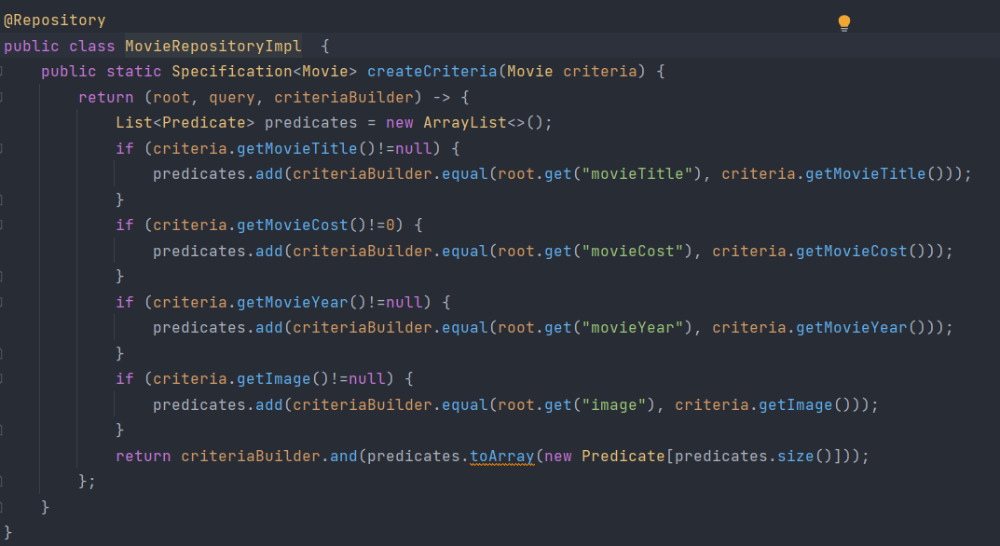 @Repository
public class MovieRepositoryImpl  {
    public static Specification<Movie> createCriteria(Movie criteria) {
        return (root, query, criteriaBuilder) -> {
            List<Predicate> predicates = new ArrayList<>();
            if (criteria.getMovieTitle()!=null) {
                predicates.add(criteriaBuilder.equal(root.get("movieTitle"), criteria.getMovieTitle()));
            }
            if (criteria.getMovieCost()!=0) {
                predicates.add(criteriaBuilder.equal(root.get("movieCost"), criteria.getMovieCost()));
            }
            if (criteria.getMovieYear()!=null) {
                predicates.add(criteriaBuilder.equal(root.get("movieYear"), criteria.getMovieYear()));
            }
            if (criteria.getImage()!=null) {
                predicates.add(criteriaBuilder.equal(root.get("image"), criteria.getImage()));
            }
            return criteriaBuilder.and(predicates.toArray(new Predicate[predicates.size()]));
        };
    }
}